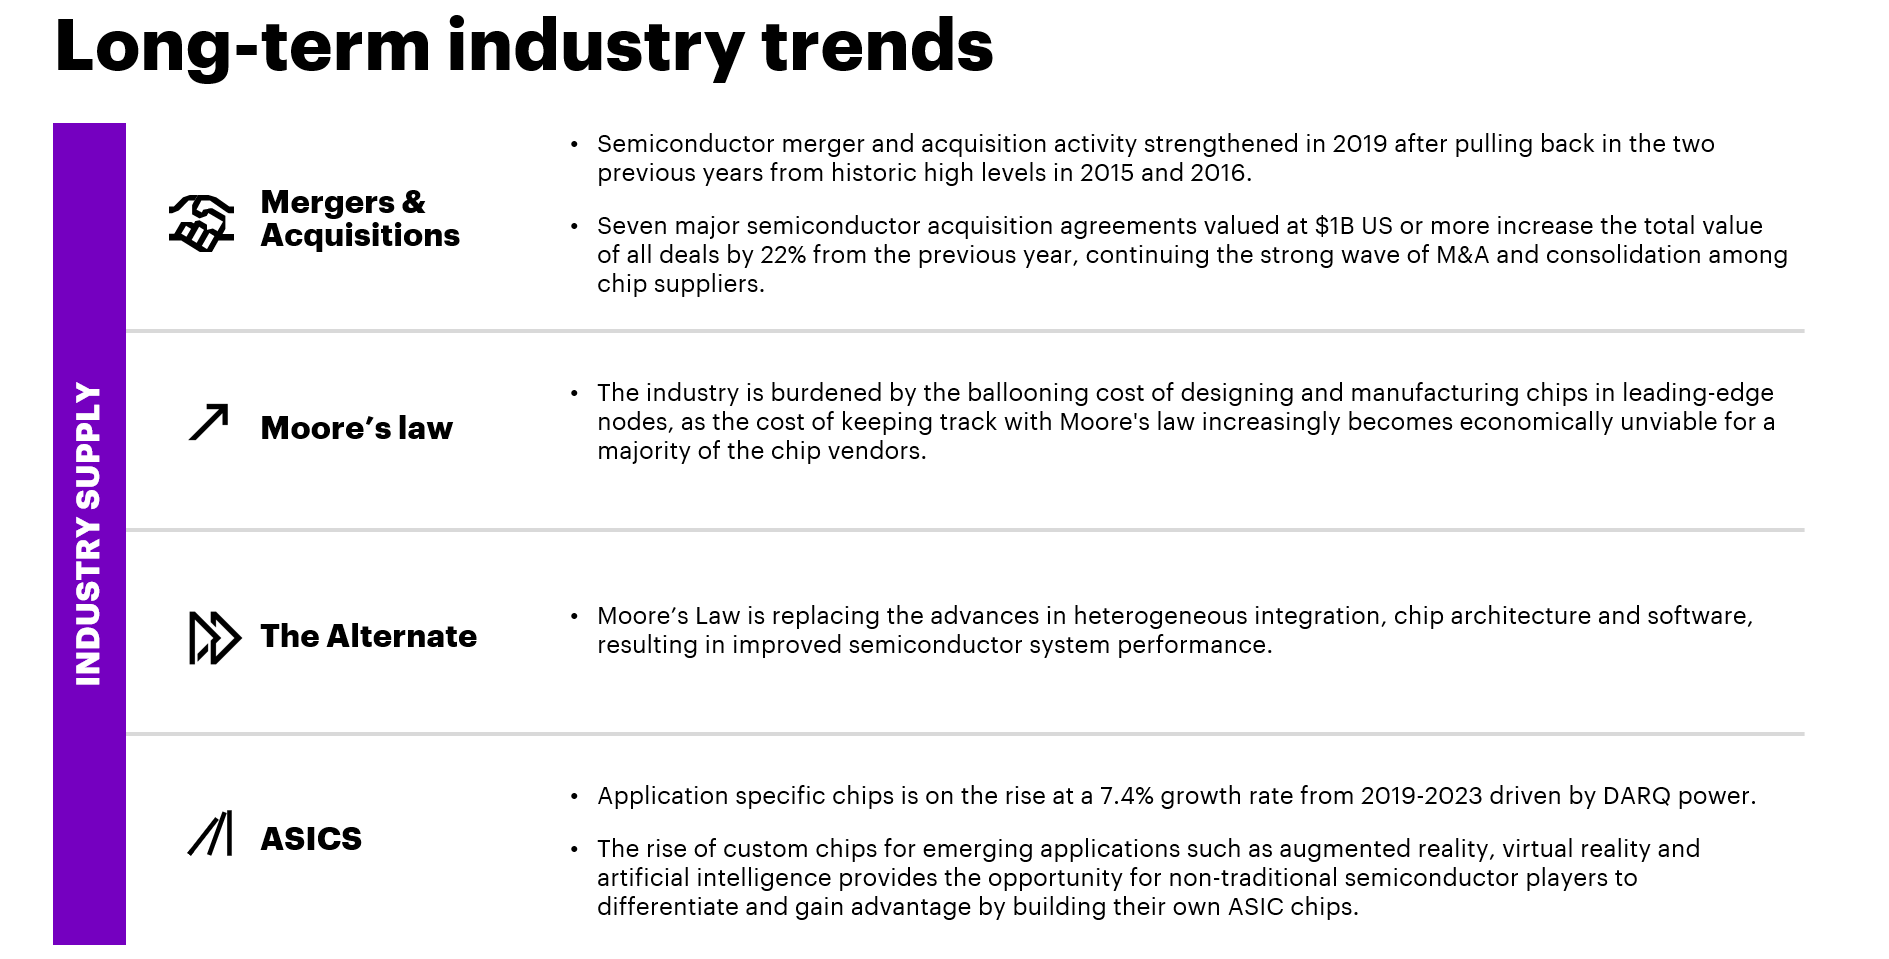 Long-term industry trends
INDUSTRY SUPPLY
Mergers &
Acquisitions
• Semiconductor merger and acquisition activity strengthened in 2019 after pulling back in the two
previous years from historic high levels in 2015 and 2016.
• Seven major semiconductor acquisition agreements valued at $1B US or more increase the total value
of all deals by 22% from the previous year, continuing the strong wave of M&A and consolidation among
chip suppliers.
Moore’s law
• The industry is burdened by the ballooning cost of designing and manufacturing chips in leading-edge
nodes, as the cost of keeping track with Moore's law increasingly becomes economically unviable for a
majority of the chip vendors.
The Alternate
• Moore’s Law is replacing the advances in heterogeneous integration, chip architecture and software,
resulting in improved semiconductor system performance.
ASICS
• Application specific chips is on the rise at a 7.4% growth rate from 2019-2023 driven by DARQ power.
• The rise of custom chips for emerging applications such as augmented reality, virtual reality and
artificial intelligence provides the opportunity for non-traditional semiconductor players to
differentiate and gain advantage by building their own ASIC chips.